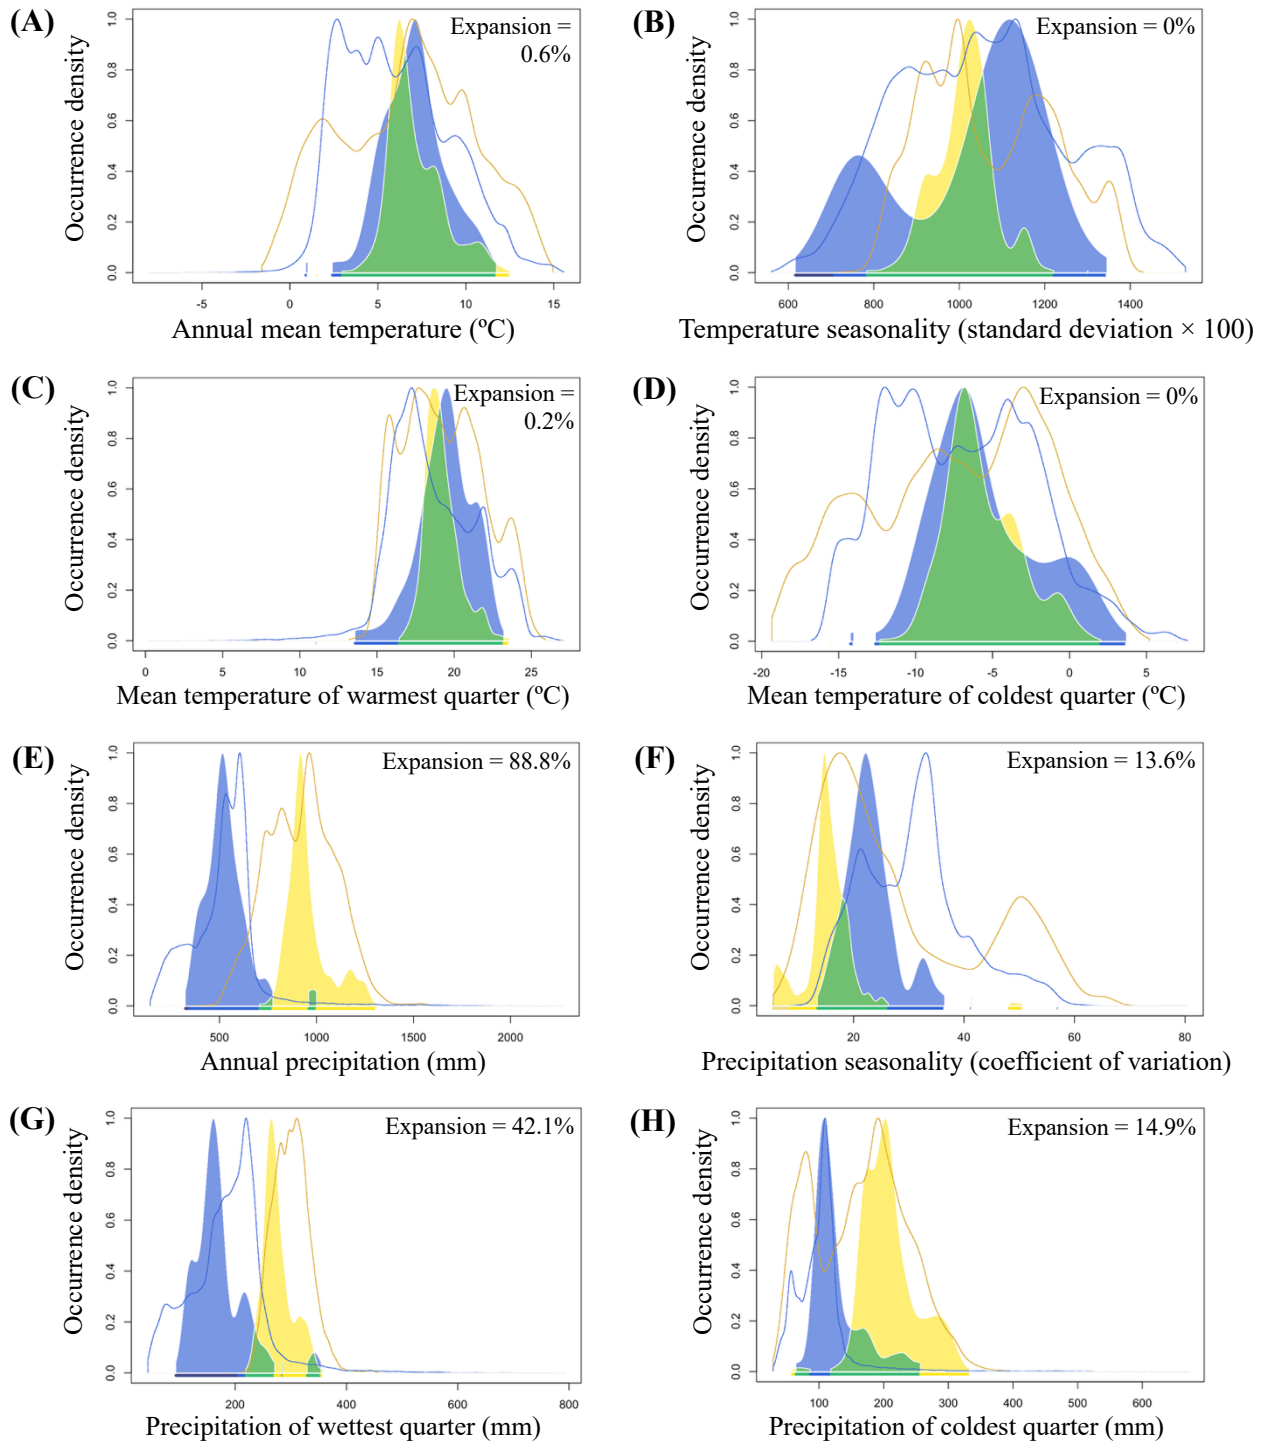 (A)
Expansion =
0.6%
Occurrence density
0.0 0.2 0.4 0.6 0.8 1.0
-5 0 5 10 15
Annual mean temperature (ºC)
(B)
Expansion = 0%
Occurrence density
0.0 0.2 0.4 0.6 0.8 1.0
600 800 1000 1200 1400
Temperature seasonality (standard deviation × 100)
(C)
Expansion =
0.2%
Occurrence density
0.0 0.2 0.4 0.6 0.8 1.0
0 5 10 15 20 25
Mean temperature of warmest quarter (ºC)
(D)
Expansion = 0%
Occurrence density
0.0 0.2 0.4 0.6 0.8 1.0
-20 -15 -10 -5 0 5
Mean temperature of coldest quarter (ºC)
(E)
Expansion = 88.8%
Occurrence density
0.0 0.2 0.4 0.6 0.8 1.0
500 1000 1500 2000
Annual precipitation (mm)
(F)
Expansion = 13.6%
Occurrence density
0.0 0.2 0.4 0.6 0.8 1.0
20 40 60 80
Precipitation seasonality (coefficient of variation)
(G)
Expansion = 42.1%
Occurrence density
0.0 0.2 0.4 0.6 0.8 1.0
200 400 600 800
Precipitation of wettest quarter (mm)
(H)
Expansion = 14.9%
Occurrence density
0.0 0.2 0.4 0.6 0.8 1.0
100 200 300 400 500 600
Precipitation of coldest quarter (mm)